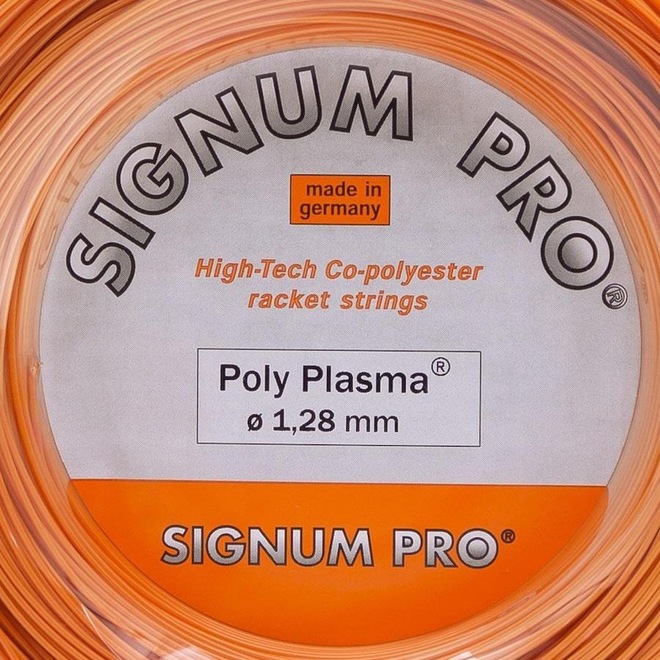 SIGNUM PRO®
made in
germany
High-Tech Co-polyester
racket strings
Poly Plasma®
ø 1,28 mm
SIGNUM PRO®